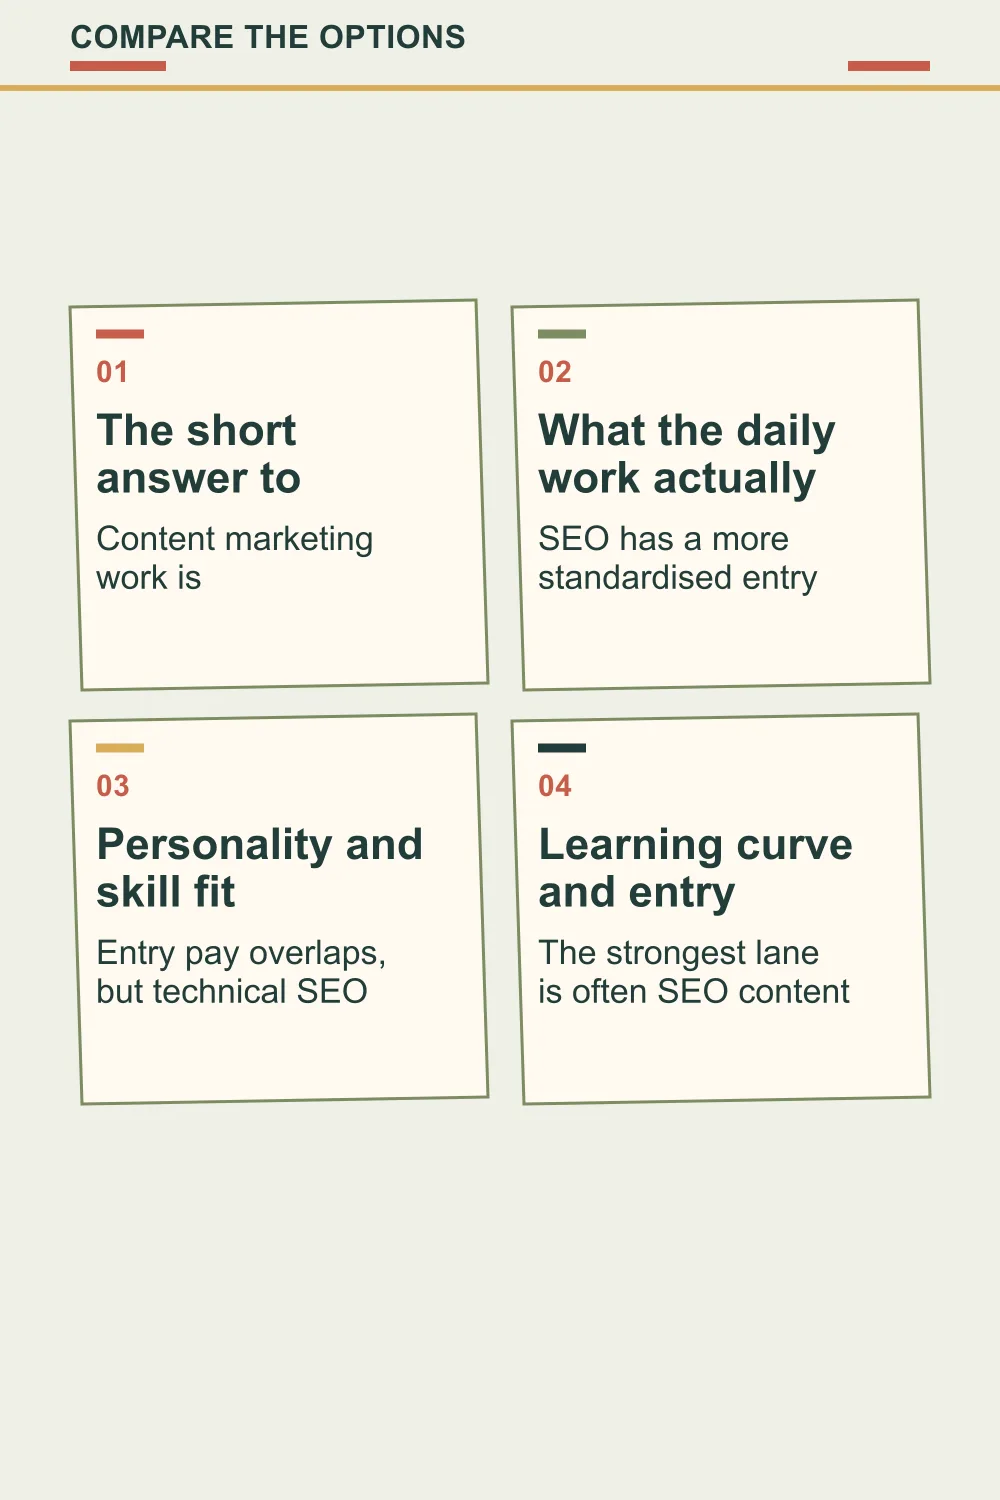 COMPARE THE OPTIONS
01
The short
answer to
Content marketing
work is
02
What the daily
work actually
SEO has a more
standardised entry
03
Personality and
skill fit
Entry pay overlaps,
but technical SEO
04
Learning curve
and entry
The strongest lane
is often SEO content